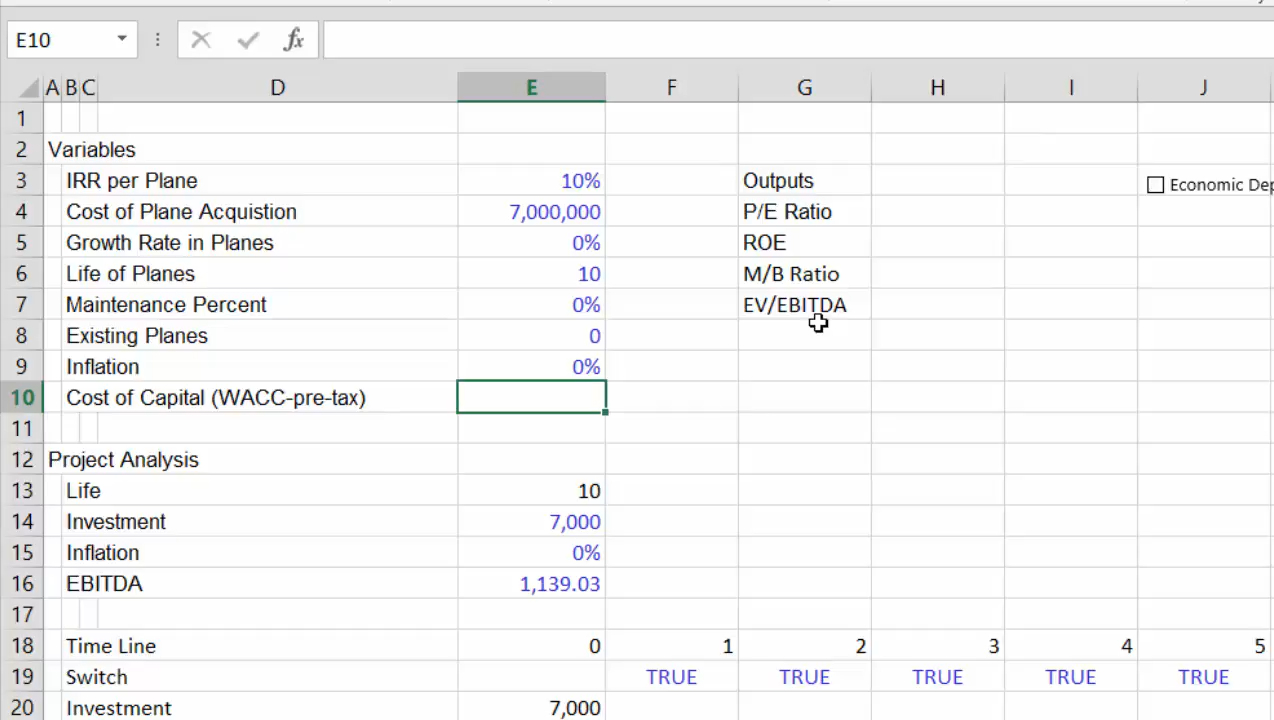 E10 fx
A B C D E F G H I J
1
2 Variables
3 IRR per Plane 10% Outputs Economic Dep
4 Cost of Plane Acquistion 7,000,000 P/E Ratio
5 Growth Rate in Planes 0% ROE
6 Life of Planes 10 M/B Ratio
7 Maintenance Percent 0% EV/EBITDA
8 Existing Planes 0
9 Inflation 0%
10 Cost of Capital (WACC-pre-tax)
11
12 Project Analysis
13 Life 10
14 Investment 7,000
15 Inflation 0%
16 EBITDA 1,139.03
17
18 Time Line 0 1 2 3 4 5
19 Switch TRUE TRUE TRUE TRUE TRUE
20 Investment 7,000